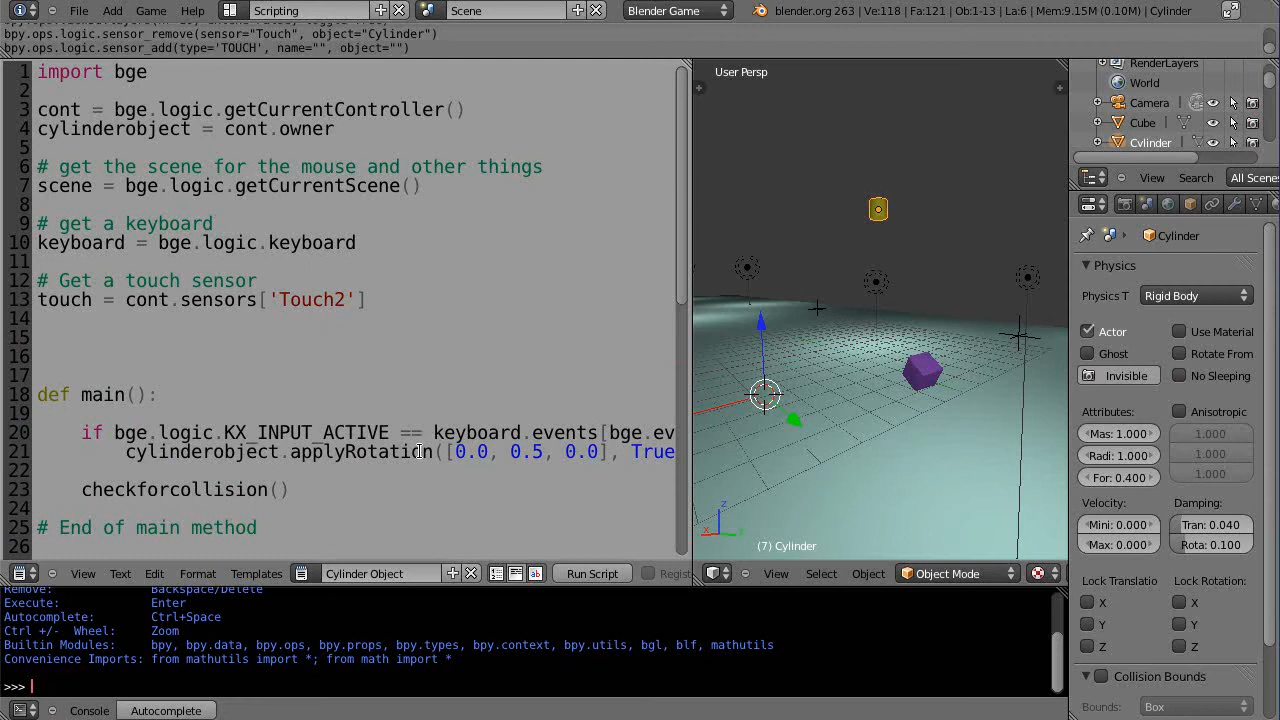 File Add Game Help Scripting Scene Blender Game blender.org 263 | Ve:118 | Fa:121 | Ob:1-13 | La:6 | Mem:9.15M (0.10M) | Cylinder
bpy.ops.logic.sensor_remove(sensor="Touch", object="Cylinder")
bpy.ops.logic.sensor_add(type='TOUCH', name="", object="")
1 import bge
2
3 cont = bge.logic.getCurrentController()
4 cylinderobject = cont.owner
5
6 # get the scene for the mouse and other things
7 scene = bge.logic.getCurrentScene()
8
9 # get a keyboard
10 keyboard = bge.logic.keyboard
11
12 # Get a touch sensor
13 touch = cont.sensors['Touch2']
14
15
16
17
18 def main():
19
20 if bge.logic.KX_INPUT_ACTIVE == keyboard.events[bge.ev
21 cylinderobject.applyRotation([0.0, 0.5, 0.0], True
22
23 checkforcollision()
24
25 # End of main method
26
View Text Edit Format Templates Cylinder Object Run Script Regist
User Persp
z
x
y
(7) Cylinder
View Select Object Object Mode
RenderLayers
World
Camera
Cube
Cylinder
View Search All Scenes
Cylinder
Physics
Physics T Rigid Body
Actor Use Material
Ghost Rotate From
Invisible No Sleeping
Attributes: Anisotopic
Mas: 1.000 1.000
Radi: 1.000 1.000
For: 0.400 1.000
Velocity: Damping:
Mini: 0.000 Tran: 0.040
Max: 0.000 Rota: 0.100
Lock Translatio Lock Rotation:
X X
Y Y
Z Z
Collision Bounds
Bounds: Box
Remove: Backspace/Delete
Execute: Enter
Autocomplete: Ctrl+Space
Ctrl +/- Wheel: Zoom
Builtin Modules: bpy, bpy.data, bpy.ops, bpy.props, bpy.types, bpy.context, bpy.utils, bgl, blf, mathutils
Convenience Imports: from mathutils import *; from math import *
>>>
Console Autocomplete